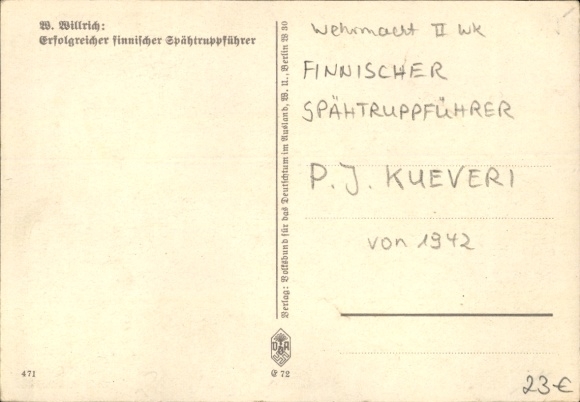 W. Willrich:
Erfolgreicher finnischer Spähtruppführer
Verlag: Volksbund für das Deutschtum im Ausland, W. U., Berlin W 30
Wehrmacht II WK
FINNISCHER
SPÄHTRUPPFÜHRER
P. J. KUEVERI
von 1942
VDA
471
E 72
23-€